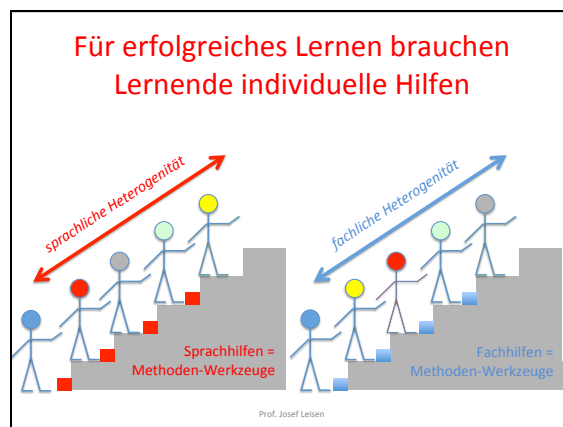 Für erfolgreiches Lernen brauchen
Lernende individuelle Hilfen
sprachliche Heterogenität
fachliche Heterogenität
Sprachhilfen =
Methoden-Werkzeuge
Fachhilfen =
Methoden-Werkzeuge
Prof. Josef Leisen